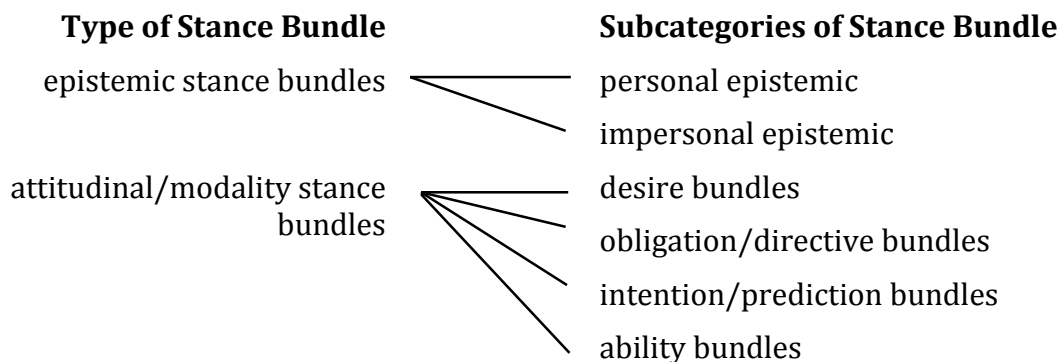 Type of Stance Bundle
Subcategories of Stance Bundle
epistemic stance bundles
personal epistemic
impersonal epistemic
attitudinal/modality stance
bundles
desire bundles
obligation/directive bundles
intention/prediction bundles
ability bundles